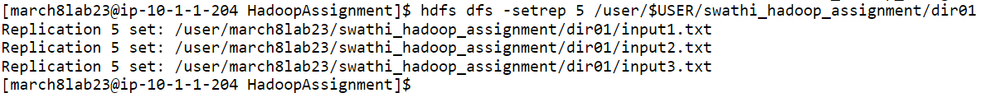 [march8lab23@ip-10-1-1-204 HadoopAssignment]$ hdfs dfs -setrep 5 /user/$USER/swathi_hadoop_assignment/dir01
Replication 5 set: /user/march8lab23/swathi_hadoop_assignment/dir01/input1.txt
Replication 5 set: /user/march8lab23/swathi_hadoop_assignment/dir01/input2.txt
Replication 5 set: /user/march8lab23/swathi_hadoop_assignment/dir01/input3.txt
[march8lab23@ip-10-1-1-204 HadoopAssignment]$